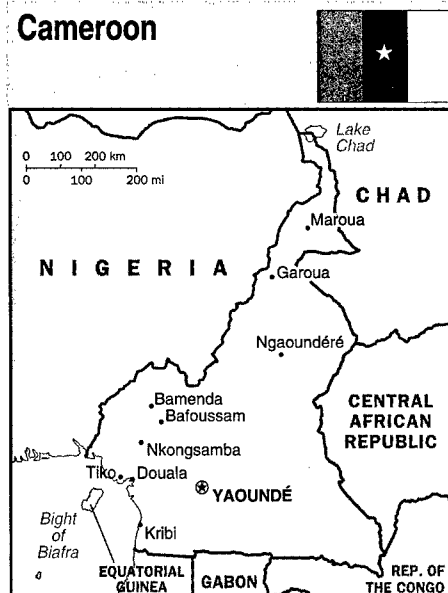 Cameroon
Lake
Chad
0 100 200 km
0 100 200 mi
CHAD
Maroua
NIGERIA
Garoua
Ngaoundéré
CENTRAL
AFRICAN
REPUBLIC
Bamenda
Bafoussam
Nkongsamba
Tiko
Douala
YAOUNDÉ
Bight
of
Biafra
Kribi
EQUATORIAL
GUINEA
GABON
REP. OF
THE CONGO